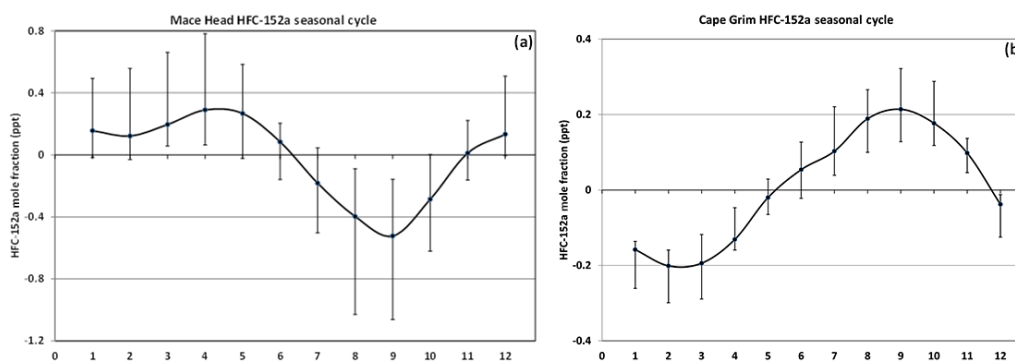 Mace Head HFC-152a seasonal cycle
(a)
HFC-152a mole fraction (ppt)
0.8
0.4
0
-0.4
-0.8
-1.2
0 1 2 3 4 5 6 7 8 9 10 11 12
Cape Grim HFC-152a seasonal cycle
(b
HFC-152a mole fraction (ppt)
0.4
0.2
0
-0.2
-0.4
0 1 2 3 4 5 6 7 8 9 10 11 12